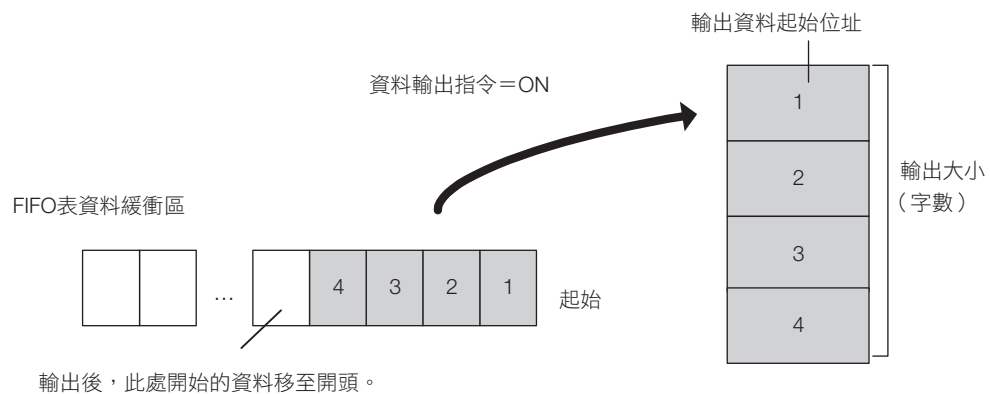 輸出資料起始位址
資料輸出指令＝ON
1
2
3
4
輸出大小
（字數）
FIFO表資料緩衝區
… 4 3 2 1 起始
輸出後，此處開始的資料移至開頭。